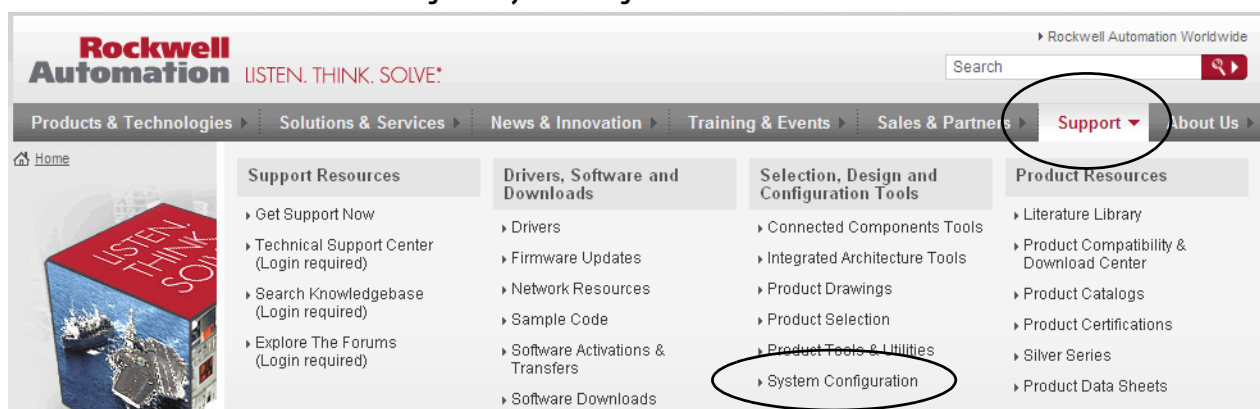 Rockwell
Automation
LISTEN. THINK. SOLVE.
Rockwell Automation Worldwide
Search
Products & Technologies
Solutions & Services
News & Innovation
Training & Events
Sales & Partners
Support
About Us
Home
LISTEN.
THINK.
Support Resources
Get Support Now
Technical Support Center
(Login required)
Search Knowledgebase
(Login required)
Explore The Forums
(Login required)
Drivers, Software and
Downloads
Drivers
Firmware Updates
Network Resources
Sample Code
Software Activations &
Transfers
Software Downloads
Selection, Design and
Configuration Tools
Connected Components Tools
Integrated Architecture Tools
Product Drawings
Product Selection
Product Tools & Utilities
System Configuration
Product Resources
Literature Library
Product Compatibility &
Download Center
Product Catalogs
Product Certifications
Silver Series
Product Data Sheets